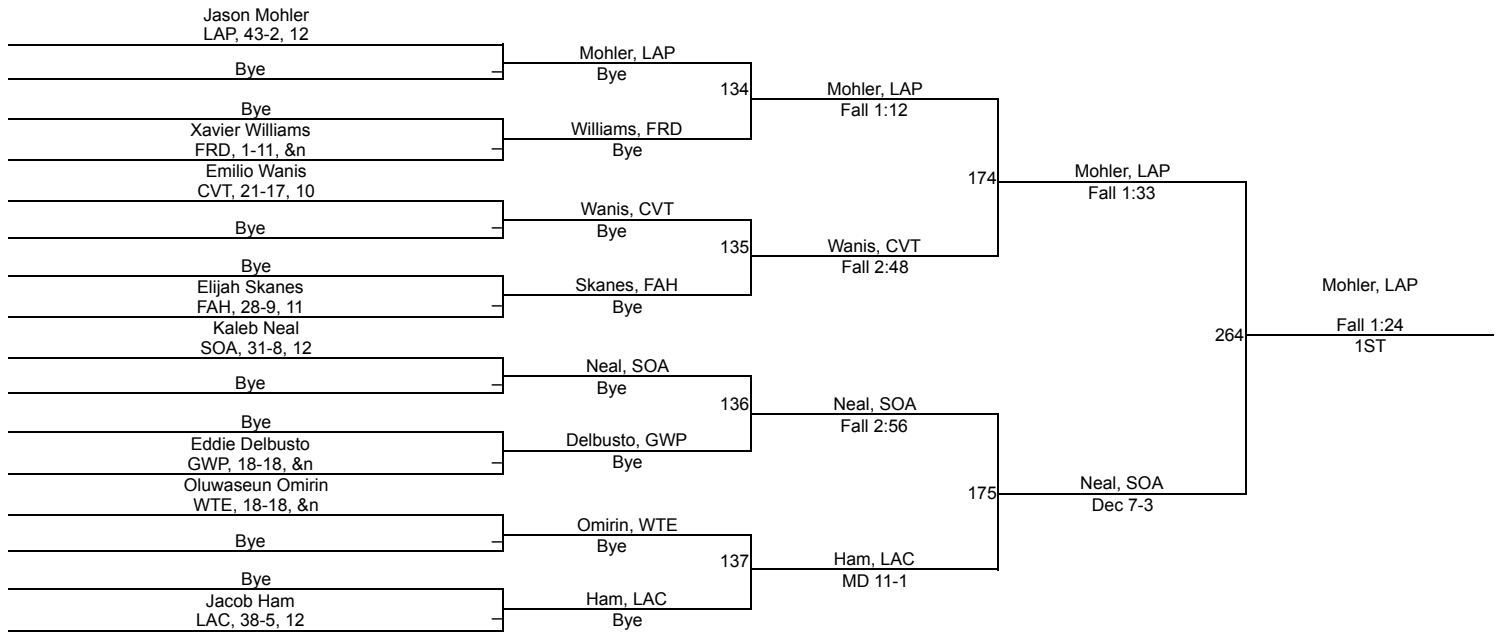 Jason Mohler
LAP, 43-2, 12
Bye
Bye
Xavier Williams
FRD, 1-11, &n
Emilio Wanis
CVT, 21-17, 10
Bye
Bye
Elijah Skanes
FAH, 28-9, 11
Kaleb Neal
SOA, 31-8, 12
Bye
Bye
Eddie Delbusto
GWP, 18-18, &n
Oluwaseun Omirin
WTE, 18-18, &n
Bye
Bye
Jacob Ham
LAC, 38-5, 12
Mohler, LAP
Bye
134
Williams, FRD
Bye
Wanis, CVT
Bye
135
Skanes, FAH
Bye
Neal, SOA
Bye
136
Delbusto, GWP
Bye
Omirin, WTE
Bye
137
Ham, LAC
Bye
Mohler, LAP
Fall 1:12
174
Wanis, CVT
Fall 2:48
Neal, SOA
Fall 2:56
175
Ham, LAC
MD 11-1
Mohler, LAP
Fall 1:33
264
Neal, SOA
Dec 7-3
Mohler, LAP
Fall 1:24
1ST